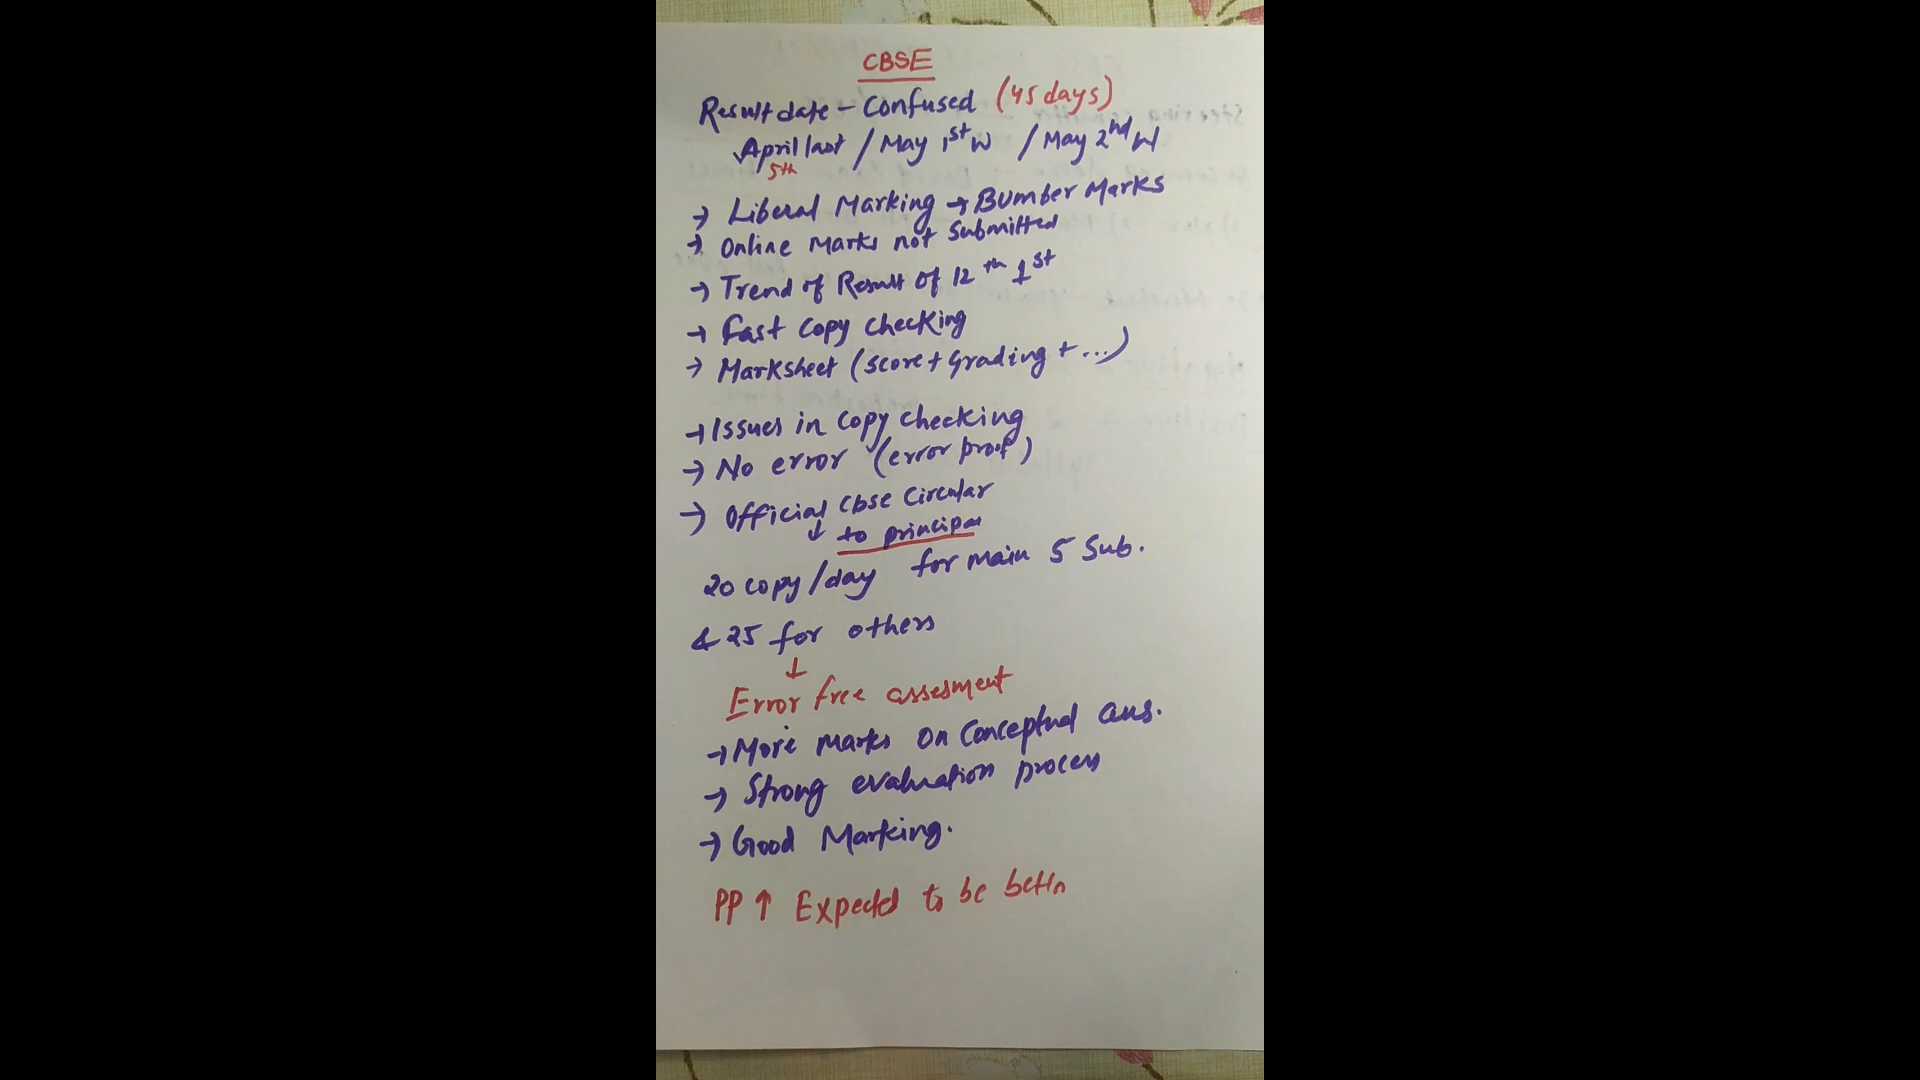 CBSE
Result date - Confused (45 days)
April last / May 1st W / May 2nd W
5th
→ Liberal Marking → Bumber Marks
→ Online Marks not Submitted
→ Trend of Result of 12th 1st
→ Fast Copy checking
→ Marksheet (score + grading + ...)
→ Issues in Copy checking
→ No error (error proof)
→ Official cbse circular
↓ to principal
20 copy/day for main 5 Sub.
& 25 for others
↓
Error free assesment
→ More marks on Conceptual ans.
→ Strong evaluation process
→ Good Marking.
PP ↑ Expected to be better